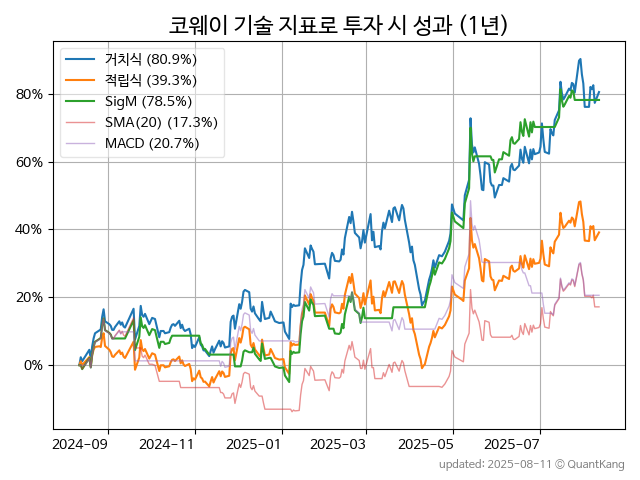 코웨이 기술 지표로 투자 시 성과 (1년)
거치식 (80.9%)
적립식 (39.3%)
SigM (78.5%)
SMA(20) (17.3%)
MACD (20.7%)
80%
60%
40%
20%
0%
2024-09 2024-11 2025-01 2025-03 2025-05 2025-07
updated: 2025-08-11 © QuantKang